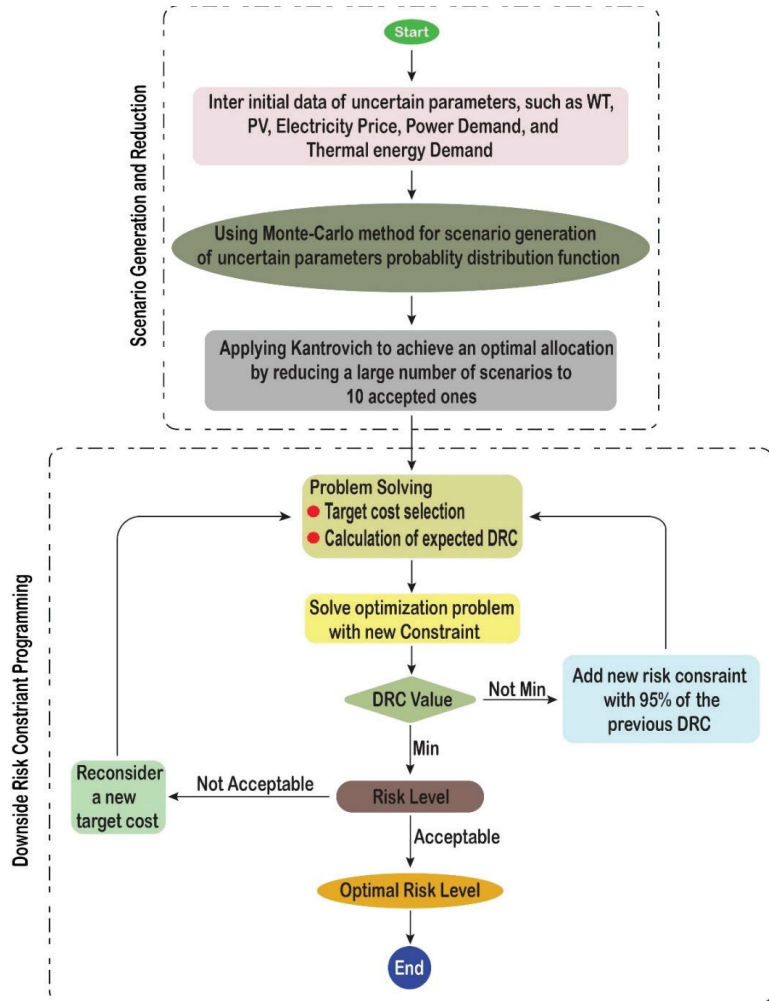 Start
Scenario Generation and Reduction
Inter initial data of uncertain parameters, such as WT,
PV, Electricity Price, Power Demand, and
Thermal energy Demand
Using Monte-Carlo method for scenario generation
of uncertain parameters probablity distribution function
Applying Kantrovich to achieve an optimal allocation
by reducing a large number of scenarios to
10 accepted ones
Downside Risk Constriant Programming
Problem Solving
Target cost selection
Calculation of expected DRC
Solve optimization problem
with new Constraint
DRC Value
Not Min
Add new risk consraint
with 95% of the
previous DRC
Min
Reconsider
a new
target cost
Not Acceptable
Risk Level
Acceptable
Optimal Risk Level
End